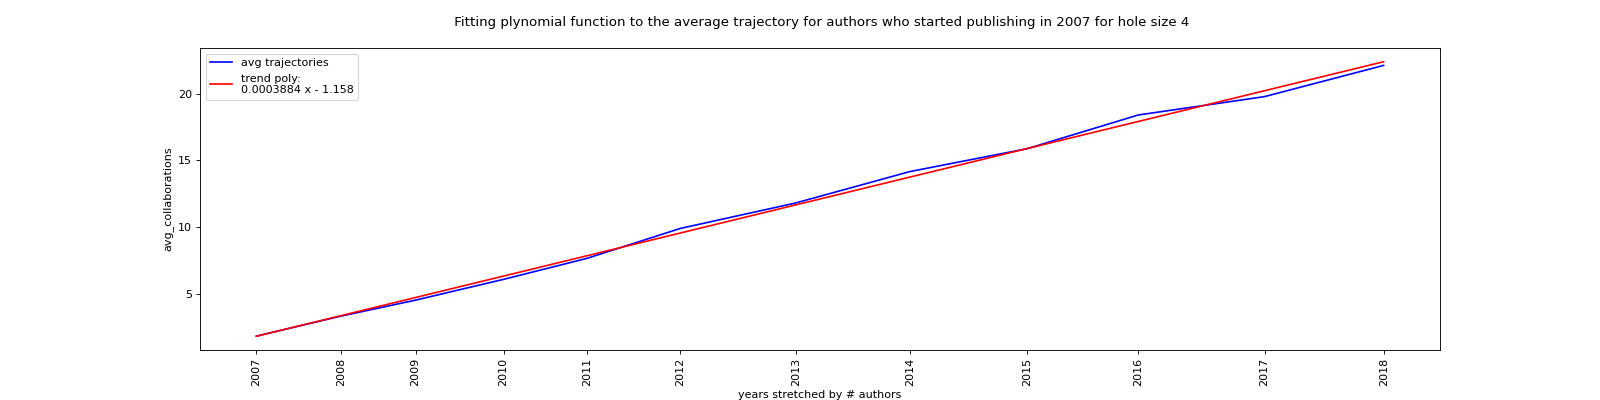 Fitting plynomial function to the average trajectory for authors who started publishing in 2007 for hole size 4
avg trajectories
trend poly:
0.0003884 x - 1.158
20
15
10
5
avg_collaborations
2007 2008 2009 2010 2011 2012 2013 2014 2015 2016 2017 2018
years stretched by # authors